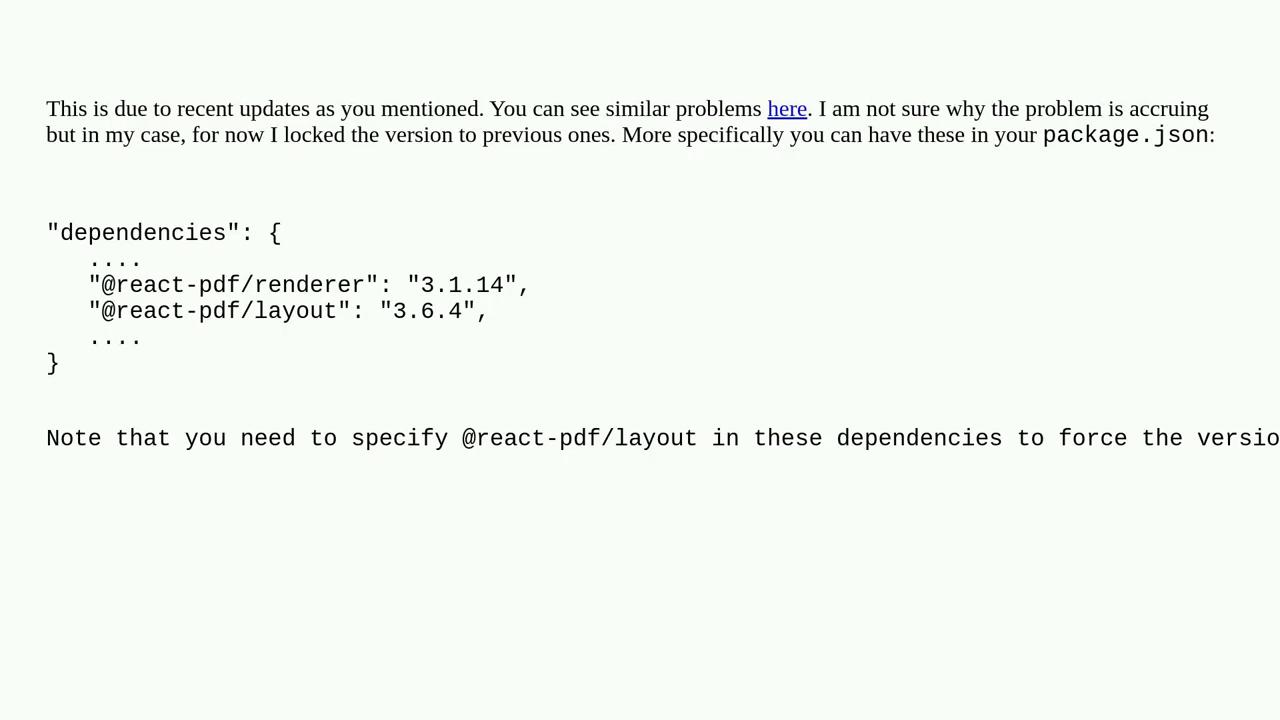 This is due to recent updates as you mentioned. You can see similar problems here. I am not sure why the problem is accruing
but in my case, for now I locked the version to previous ones. More specifically you can have these in your package.json:
"dependencies": {
   ....
   "@react-pdf/renderer": "3.1.14",
   "@react-pdf/layout": "3.6.4",
   ....
}
Note that you need to specify @react-pdf/layout in these dependencies to force the versio